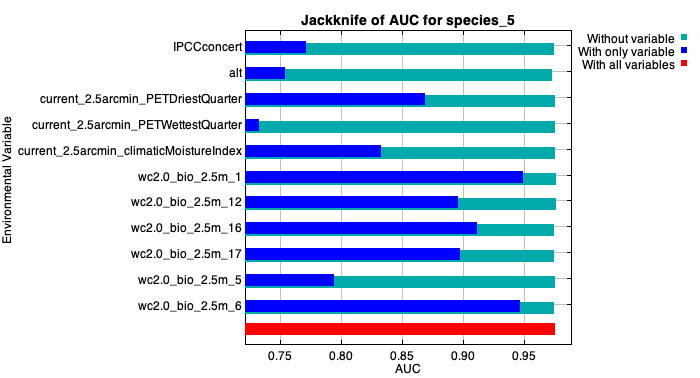 Jackknife of AUC for species_5
Without variable
With only variable
With all variables
Environmental Variable
IPCCconcert
alt
current_2.5arcmin_PETDriestQuarter
current_2.5arcmin_PETWettestQuarter
current_2.5arcmin_climaticMoistureIndex
wc2.0_bio_2.5m_1
wc2.0_bio_2.5m_12
wc2.0_bio_2.5m_16
wc2.0_bio_2.5m_17
wc2.0_bio_2.5m_5
wc2.0_bio_2.5m_6
0.75 0.80 0.85 0.90 0.95
AUC